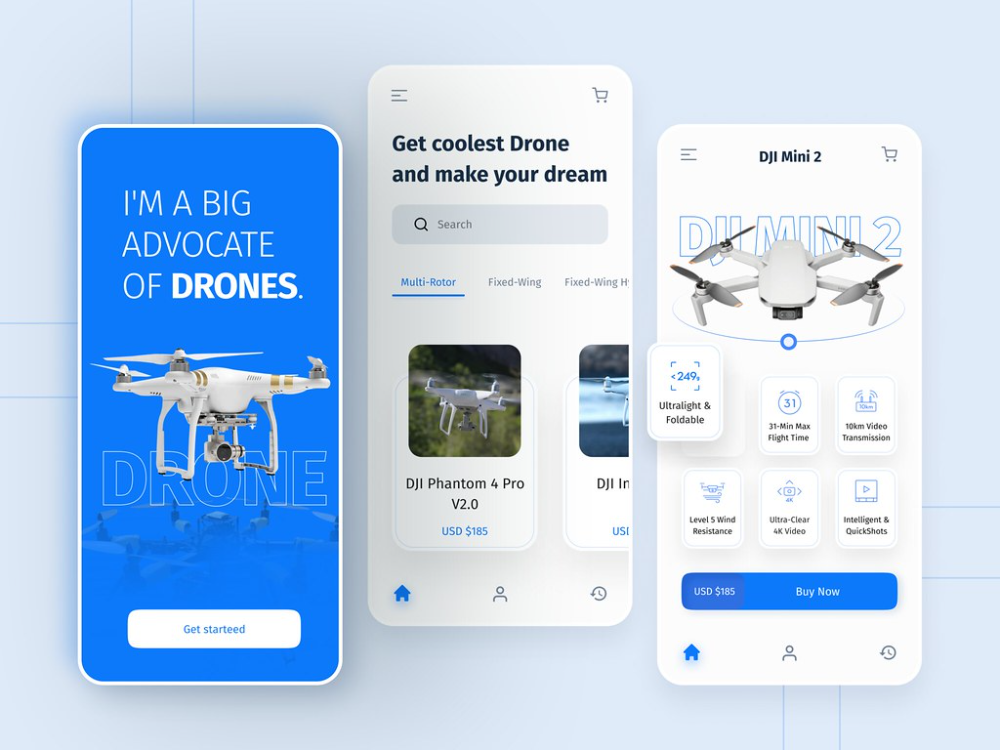 I'M A BIG
ADVOCATE
OF DRONES.
DRONE
Get starteed
Get coolest Drone
and make your dream
Search
Multi-Rotor Fixed-Wing Fixed-Wing Hy
DJI Phantom 4 Pro
V2.0
USD $185
DJI In
USD
DJI Mini 2
DJI MINI 2
<249g
Ultralight &
Foldable
31
31-Min Max
Flight Time
10km
10km Video
Transmission
Level 5 Wind
Resistance
4K
Ultra-Clear
4K Video
Intelligent &
QuickShots
USD $185 Buy Now